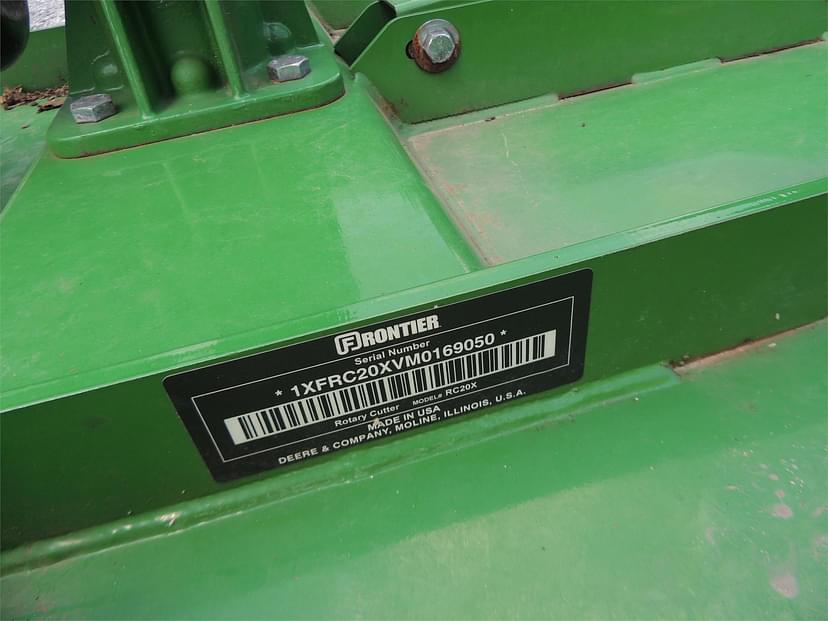 FRONTIER
Serial Number
* 1XFRC20XVM0169050 *
Rotary Cutter MODEL# RC20X
MADE IN USA
DEERE & COMPANY, MOLINE, ILLINOIS, U.S.A.